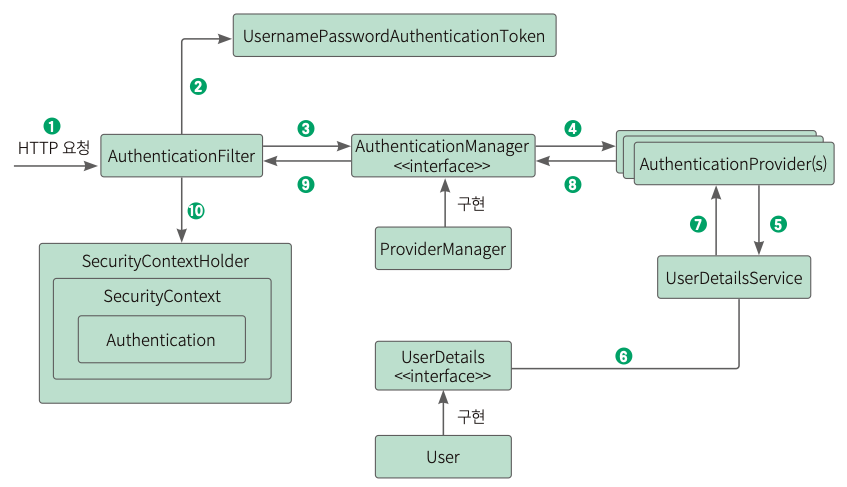 UsernamePasswordAuthenticationToken
2
1
HTTP 요청
AuthenticationFilter
3
9
AuthenticationManager
<<interface>>
4
8
AuthenticationProvider(s)
10
구현
ProviderManager
7
5
UserDetailsService
SecurityContextHolder
SecurityContext
Authentication
UserDetails
<<interface>>
6
구현
User